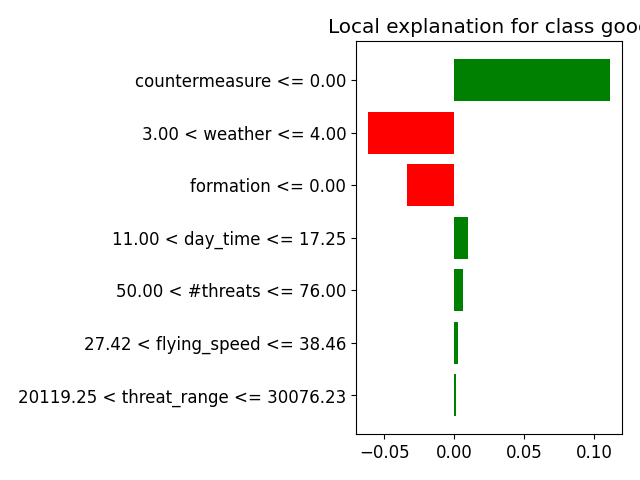 Local explanation for class good
countermeasure <= 0.00
3.00 < weather <= 4.00
formation <= 0.00
11.00 < day_time <= 17.25
50.00 < #threats <= 76.00
27.42 < flying_speed <= 38.46
20119.25 < threat_range <= 30076.23
−0.05 0.00 0.05 0.10